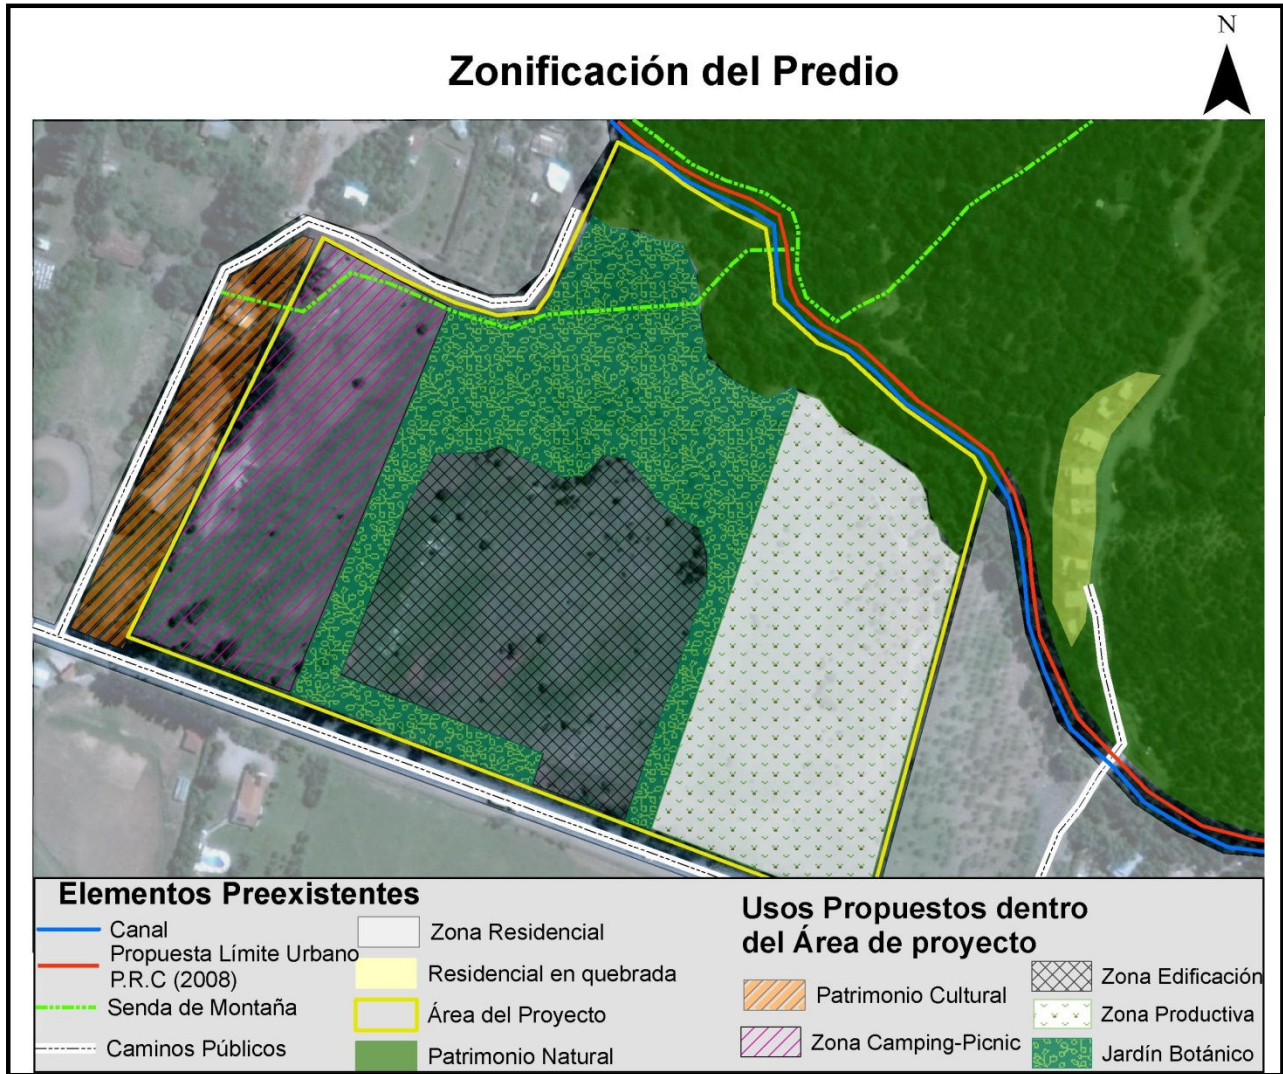 N
Zonificación del Predio
Elementos Preexistentes
Canal
Propuesta Límite Urbano
P.R.C (2008)
Senda de Montaña
Caminos Públicos
Zona Residencial
Residencial en quebrada
Área del Proyecto
Patrimonio Natural
Usos Propuestos dentro
del Área de proyecto
Patrimonio Cultural
Zona Camping-Picnic
Zona Edificación
Zona Productiva
Jardín Botánico